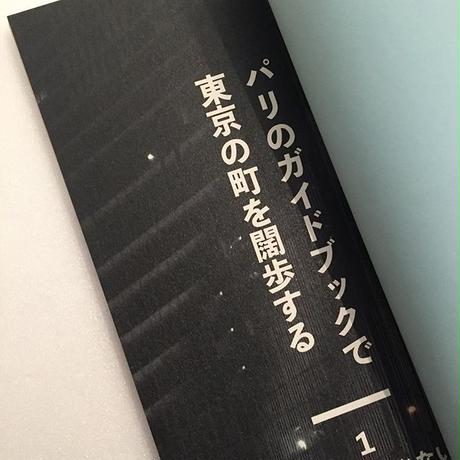 パリのガイドブックで
東京の町を闊歩する
1